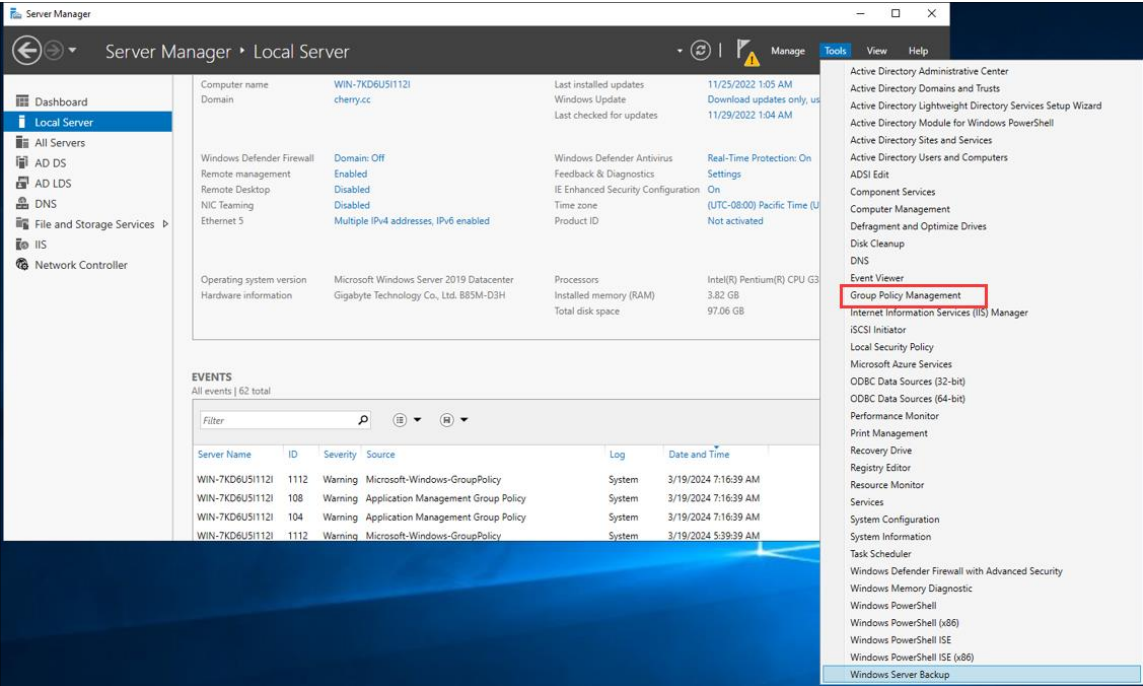 Server Manager
Server Manager • Local Server
Manage Tools View Help
Dashboard
Local Server
All Servers
AD DS
AD LDS
DNS
File and Storage Services
IIS
Network Controller
Computer name WIN-7KD6U5I112I Last installed updates 11/25/2022 1:05 AM
Domain cherry.cc Windows Update Download updates only, us
Last checked for updates 11/29/2022 1:04 AM
Windows Defender Firewall Domain: Off Windows Defender Antivirus Real-Time Protection: On
Remote management Enabled Feedback & Diagnostics Settings
Remote Desktop Disabled IE Enhanced Security Configuration On
NIC Teaming Disabled Time zone (UTC-08:00) Pacific Time (U
Ethernet 5 Multiple IPv4 addresses, IPv6 enabled Product ID Not activated
Operating system version Microsoft Windows Server 2019 Datacenter Processors Intel(R) Pentium(R) CPU G3
Hardware information Gigabyte Technology Co., Ltd. B85M-D3H Installed memory (RAM) 3.82 GB
Total disk space 97.06 GB
EVENTS
All events | 62 total
Filter
Server Name ID Severity Source Log Date and Time
WIN-7KD6U5I112I 1112 Warning Microsoft-Windows-GroupPolicy System 3/19/2024 7:16:39 AM
WIN-7KD6U5I112I 108 Warning Application Management Group Policy System 3/19/2024 7:16:39 AM
WIN-7KD6U5I112I 104 Warning Application Management Group Policy System 3/19/2024 7:16:39 AM
WIN-7KD6U5I112I 1112 Warning Microsoft-Windows-GroupPolicy System 3/19/2024 5:39:39 AM
Active Directory Administrative Center
Active Directory Domains and Trusts
Active Directory Lightweight Directory Services Setup Wizard
Active Directory Module for Windows PowerShell
Active Directory Sites and Services
Active Directory Users and Computers
ADSI Edit
Component Services
Computer Management
Defragment and Optimize Drives
Disk Cleanup
DNS
Event Viewer
Group Policy Management
Internet Information Services (IIS) Manager
iSCSI Initiator
Local Security Policy
Microsoft Azure Services
ODBC Data Sources (32-bit)
ODBC Data Sources (64-bit)
Performance Monitor
Print Management
Recovery Drive
Registry Editor
Resource Monitor
Services
System Configuration
System Information
Task Scheduler
Windows Defender Firewall with Advanced Security
Windows Memory Diagnostic
Windows PowerShell
Windows PowerShell (x86)
Windows PowerShell ISE
Windows PowerShell ISE (x86)
Windows Server Backup